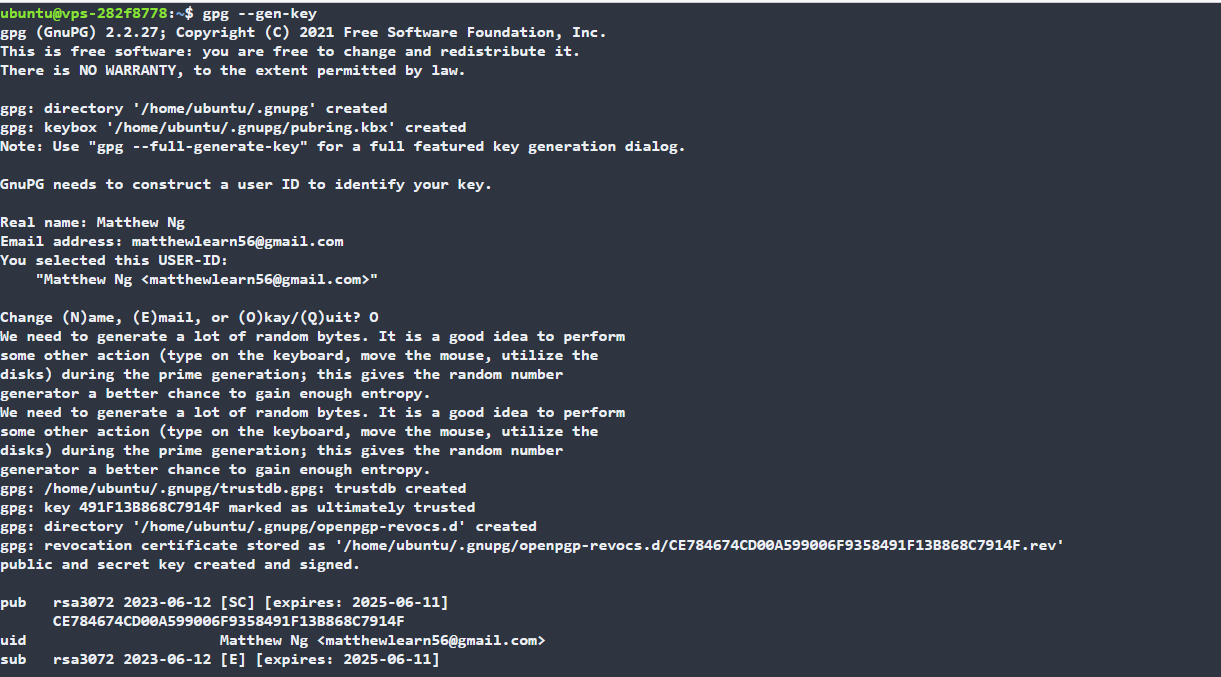 ubuntu@vps-282f8778:~$ gpg --gen-key
gpg (GnuPG) 2.2.27; Copyright (C) 2021 Free Software Foundation, Inc.
This is free software: you are free to change and redistribute it.
There is NO WARRANTY, to the extent permitted by law.

gpg: directory '/home/ubuntu/.gnupg' created
gpg: keybox '/home/ubuntu/.gnupg/pubring.kbx' created
Note: Use "gpg --full-generate-key" for a full featured key generation dialog.

GnuPG needs to construct a user ID to identify your key.

Real name: Matthew Ng
Email address: matthewlearn56@gmail.com
You selected this USER-ID:
    "Matthew Ng <matthewlearn56@gmail.com>"

Change (N)ame, (E)mail, or (O)kay/(Q)uit? O
We need to generate a lot of random bytes. It is a good idea to perform
some other action (type on the keyboard, move the mouse, utilize the
disks) during the prime generation; this gives the random number
generator a better chance to gain enough entropy.
We need to generate a lot of random bytes. It is a good idea to perform
some other action (type on the keyboard, move the mouse, utilize the
disks) during the prime generation; this gives the random number
generator a better chance to gain enough entropy.
gpg: /home/ubuntu/.gnupg/trustdb.gpg: trustdb created
gpg: key 491F13B868C7914F marked as ultimately trusted
gpg: directory '/home/ubuntu/.gnupg/openpgp-revocs.d' created
gpg: revocation certificate stored as '/home/ubuntu/.gnupg/openpgp-revocs.d/CE784674CD00A599006F9358491F13B868C7914F.rev'
public and secret key created and signed.

pub   rsa3072 2023-06-12 [SC] [expires: 2025-06-11]
      CE784674CD00A599006F9358491F13B868C7914F
uid                      Matthew Ng <matthewlearn56@gmail.com>
sub   rsa3072 2023-06-12 [E] [expires: 2025-06-11]